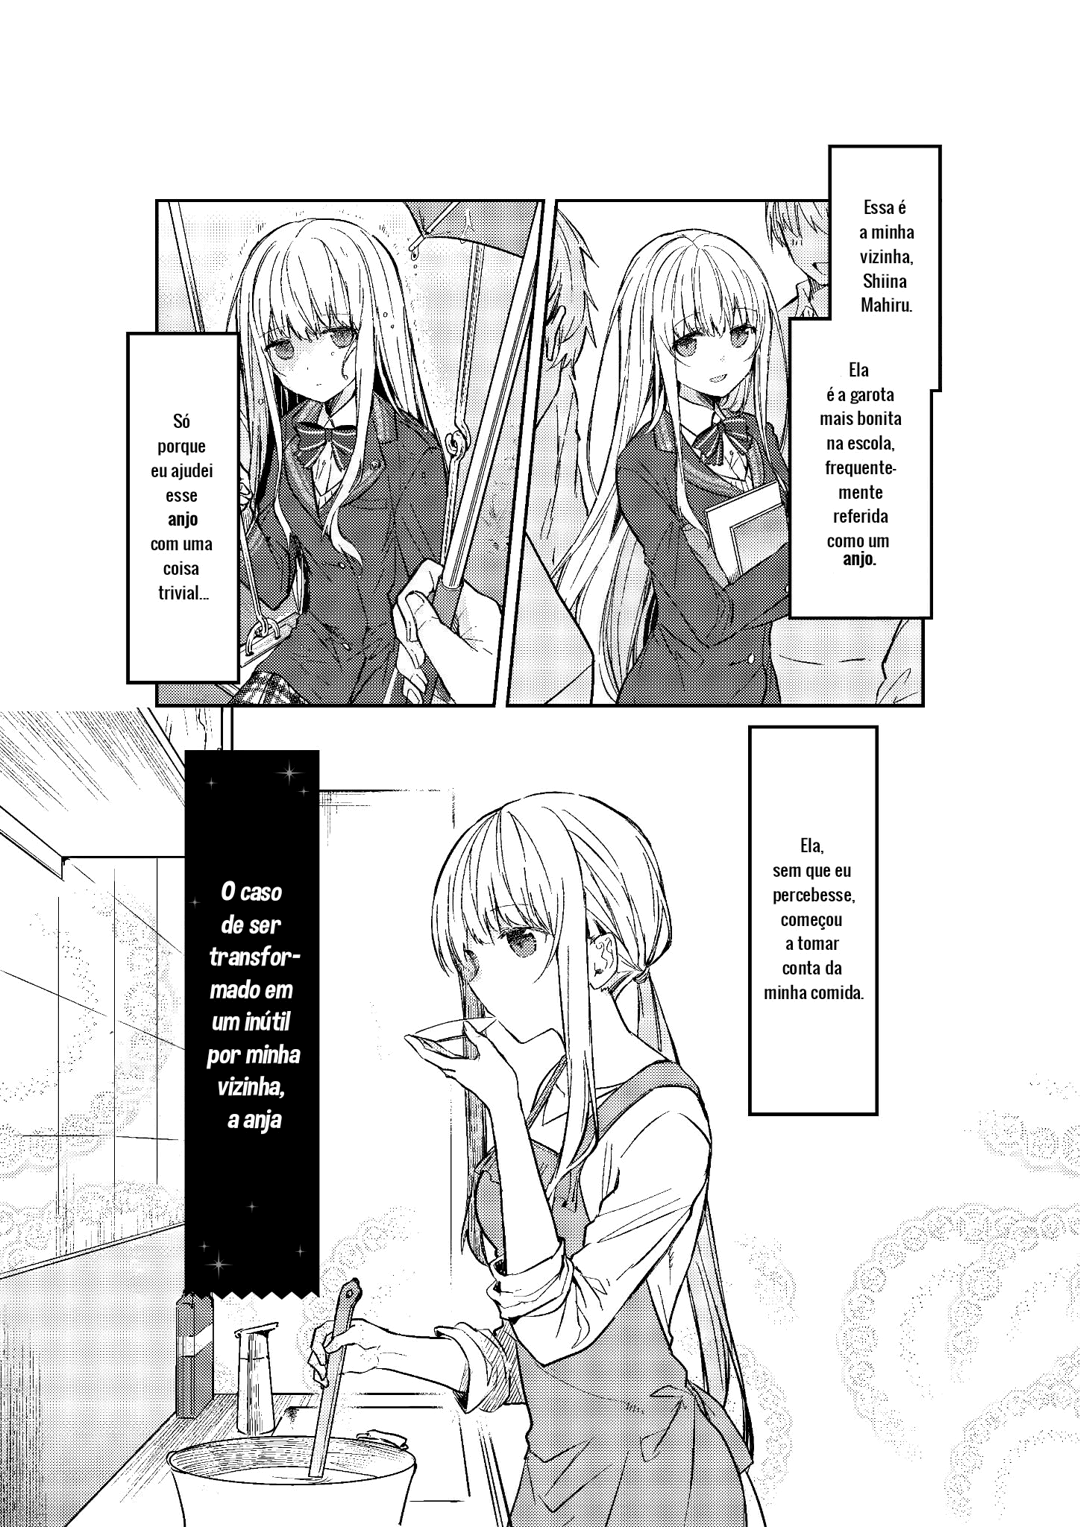 Essa é
a minha
vizinha,
Shiina
Mahiru.
Ela
é a garota
mais bonita
na escola,
frequente-
mente
referida
como um
anjo.
Só
porque
eu ajudei
esse
anjo
com uma
coisa
trivial...
Ela,
sem que eu
percebesse,
começou
a tomar
conta da
minha comida.
O caso
de ser
transfor-
mado em
um inútil
por minha
vizinha,
a anja